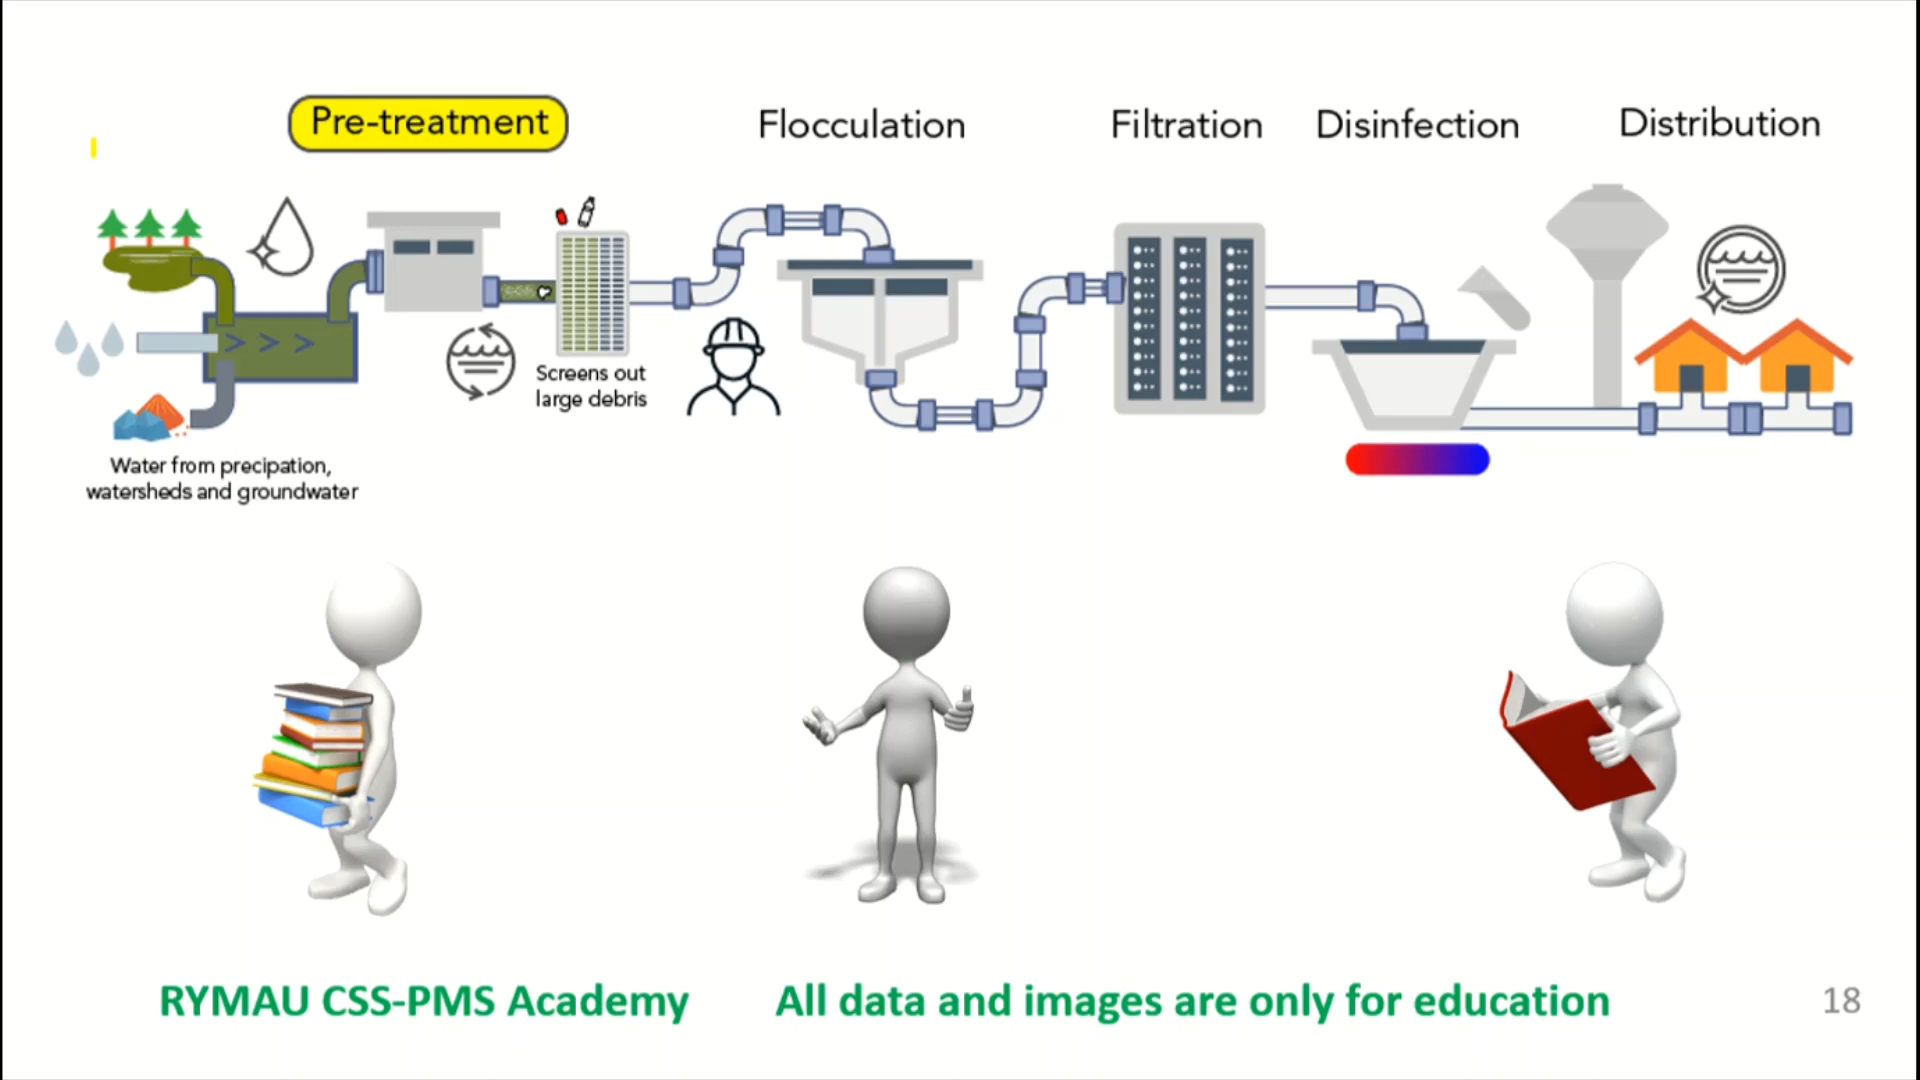 Pre-treatment
Flocculation
Filtration
Disinfection
Distribution
Screens out
large debris
Water from precipation,
watersheds and groundwater
RYMAU CSS-PMS Academy
All data and images are only for education
18